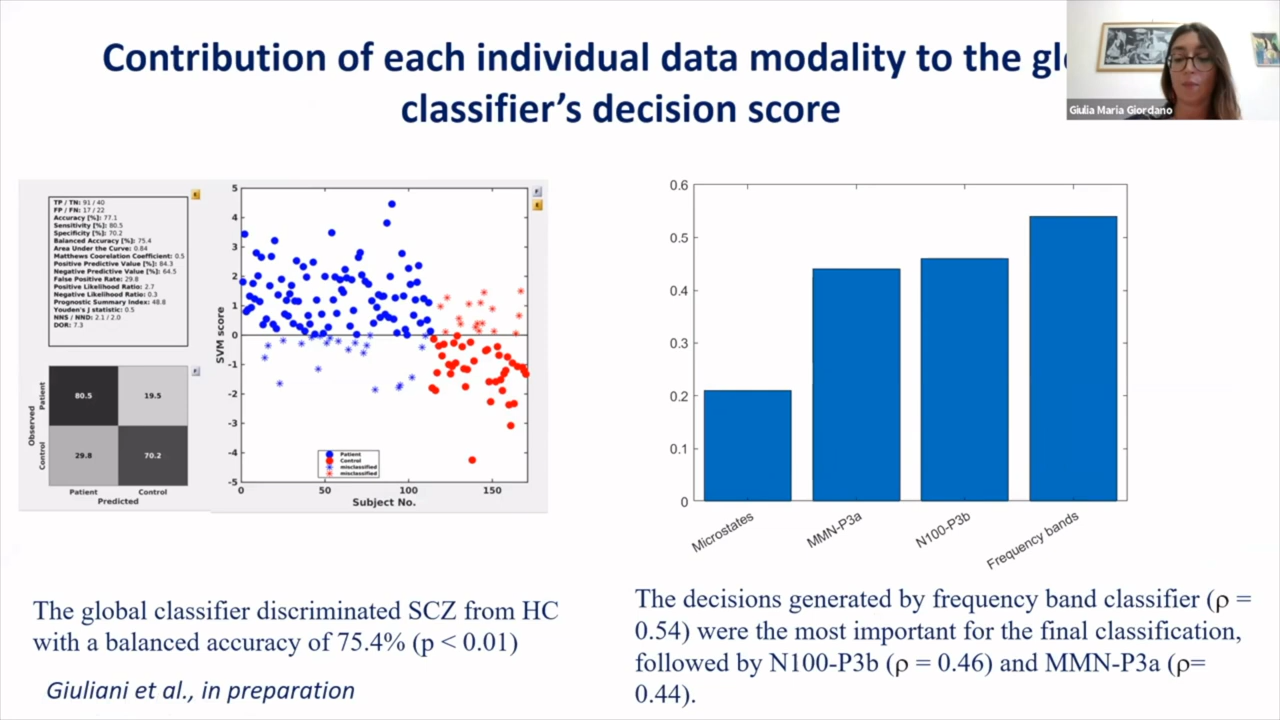 Contribution of each individual data modality to the
classifier's decision score
Giulia Maria Giordano
TP / TN: 91 / 40
FP / FN: 17 / 22
Accuracy [%]: 77.1
Sensitivity [%]: 80.5
Specificity [%]: 70.2
Balanced Accuracy [%]: 75.4
Area Under the Curve: 0.84
Matthews Coorelation Coefficient: 0.5
Positive Predictive Value [%]: 84.3
Negative Predictive Value [%]: 64.5
False Positive Rate: 29.8
Positive Likelihood Ratio: 2.7
Negative Likelihood Ratio: 0.3
Prognostic Summary Index: 48.8
Youden's J statistic: 0.5
NNS / NND: 2.1 / 2.0
DOR: 7.3
Observed
Patient
Control
80.5
19.5
29.8
70.2
Patient
Control
Predicted
SVM score
5
4
3
2
1
0
-1
-2
-3
-4
-5
Patient
Control
misclassified
misclassified
0
50
100
150
Subject No.
0.6
0.5
0.4
0.3
0.2
0.1
0
Microstates
MMN-P3a
N100-P3b
Frequency bands
The global classifier discriminated SCZ from HC
with a balanced accuracy of 75.4% (p < 0.01)
Giuliani et al., in preparation
The decisions generated by frequency band classifier (ρ =
0.54) were the most important for the final classification,
followed by N100-P3b (ρ = 0.46) and MMN-P3a (ρ=
0.44).